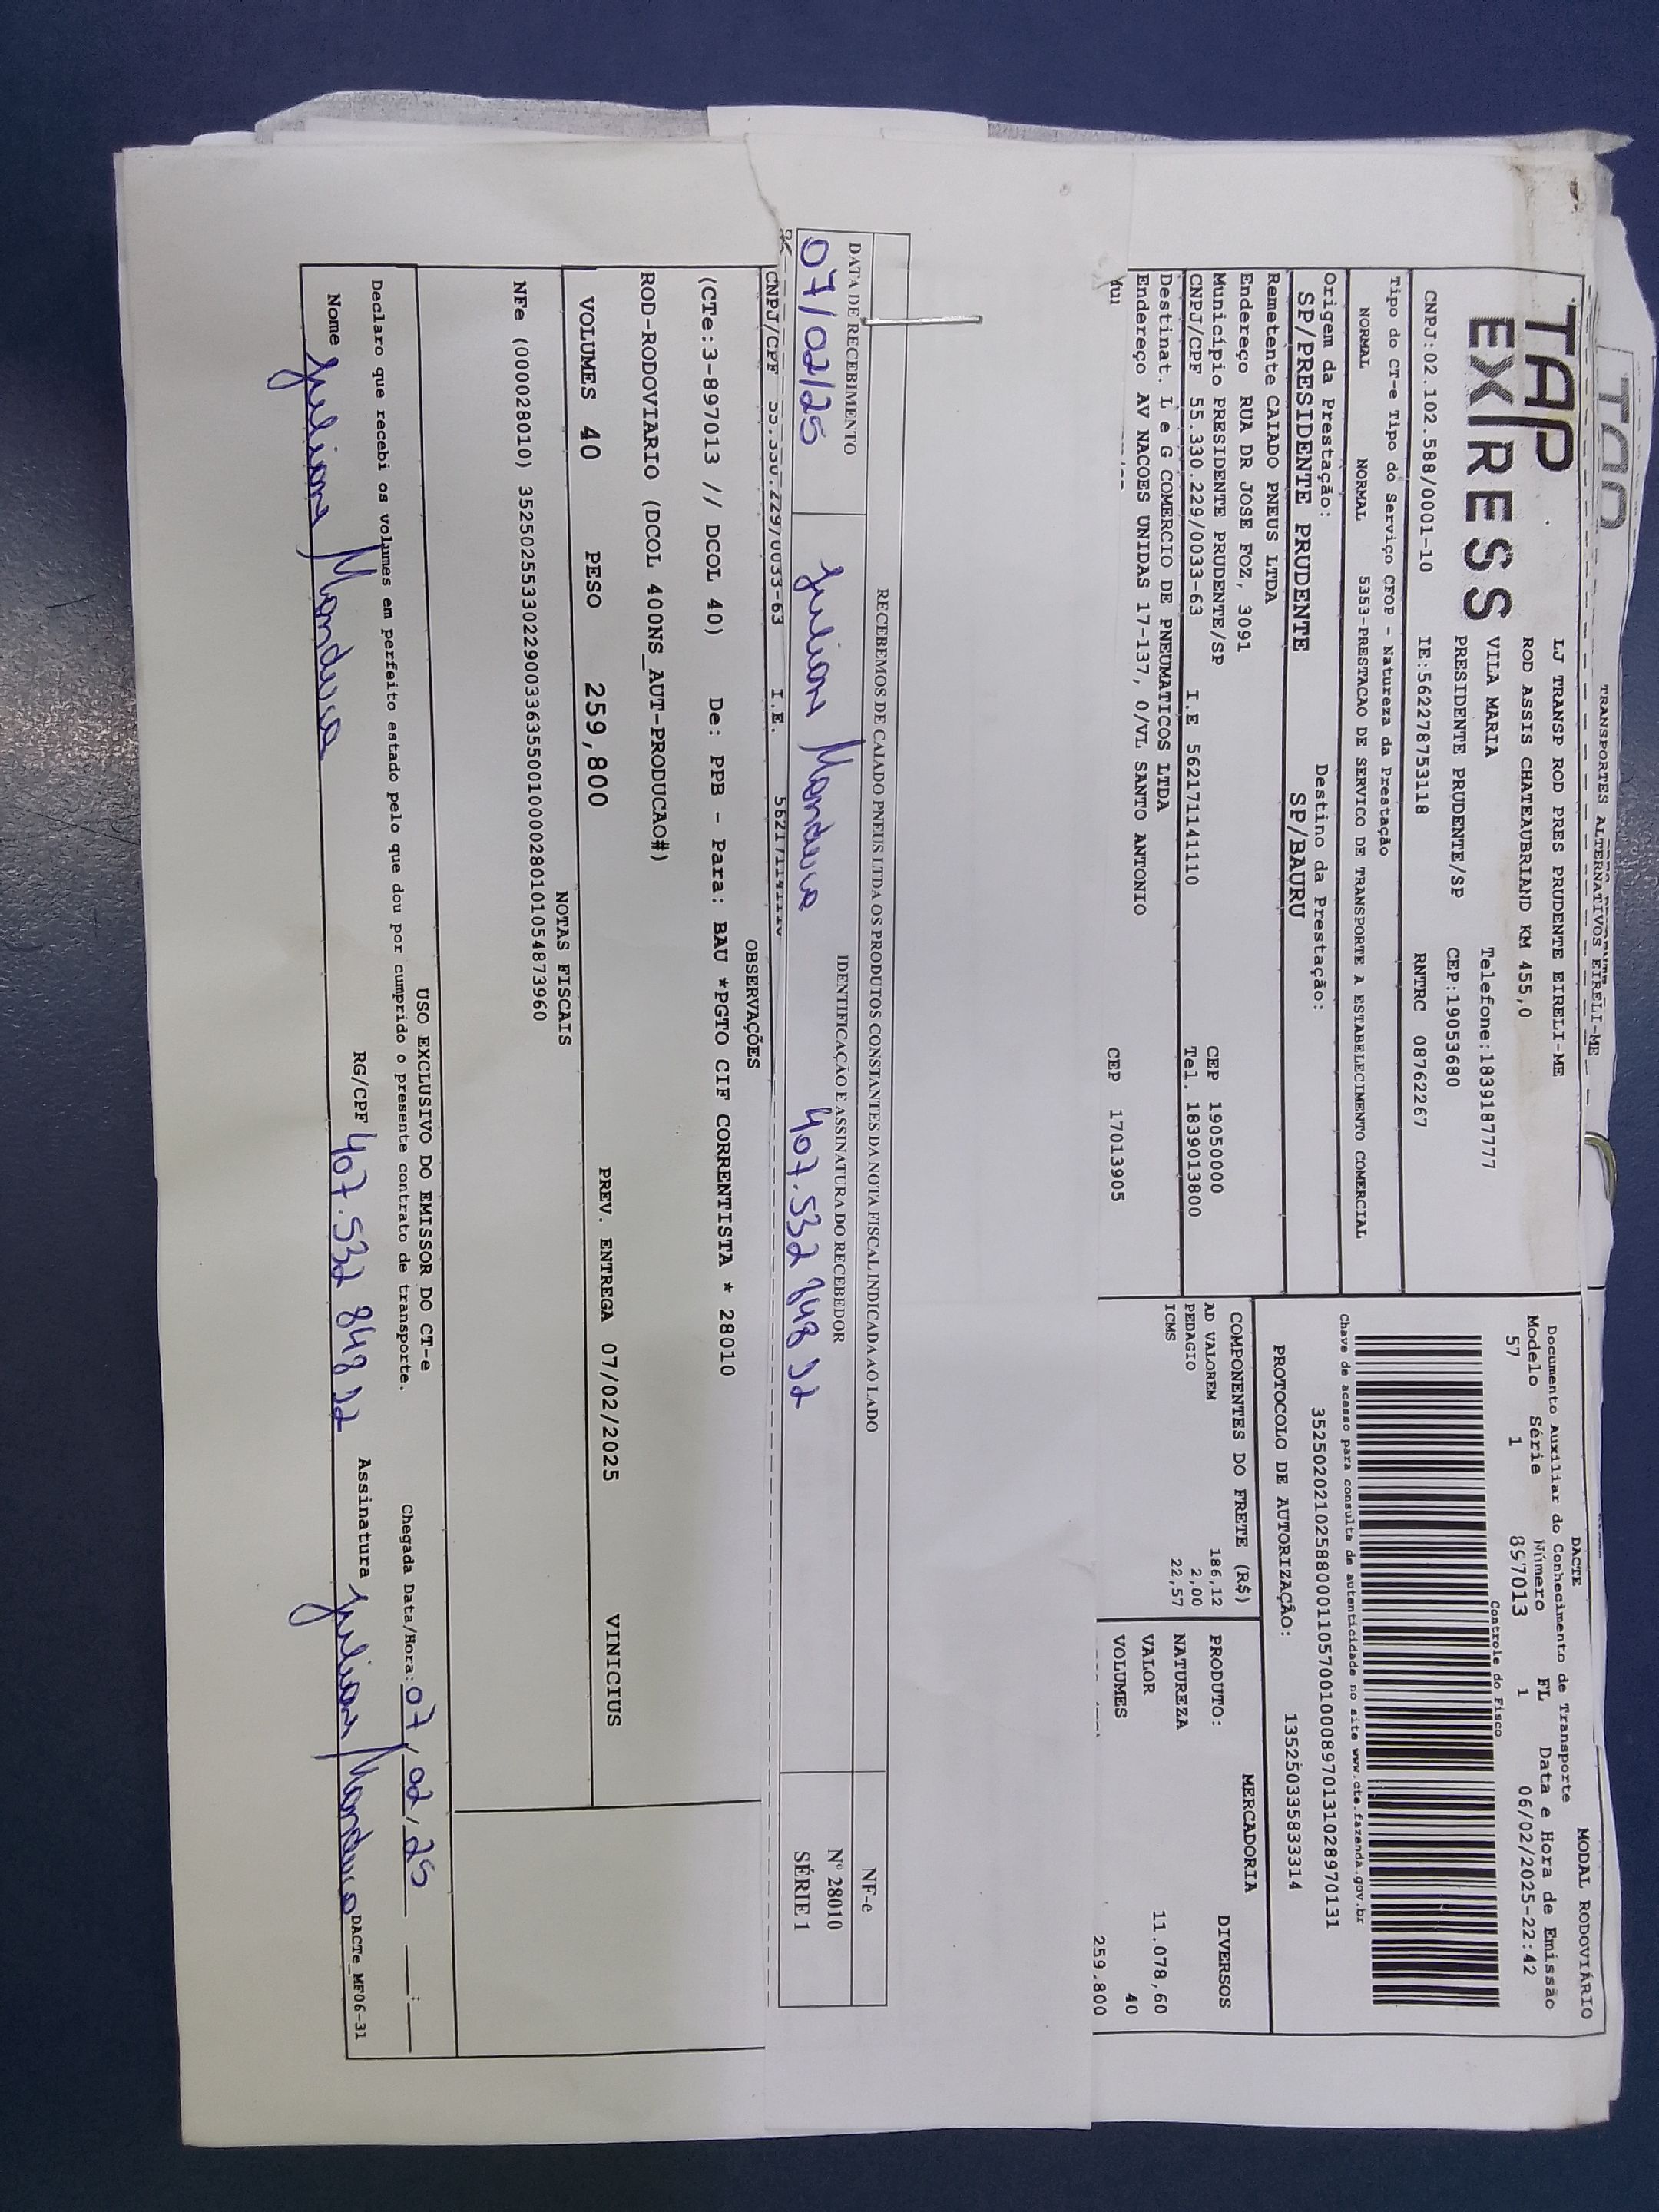 TRANSPORTES ALTERNATIVOS EIRELI-ME
TAP
EXPRESS
LJ TRANSP ROD PRES PRUDENTE EIRELI-ME
ROD ASSIS CHATEAUBRIAND KM 455,0
VILA MARIA Telefone:1839187777
PRESIDENTE PRUDENTE/SP CEP:19053680
CNPJ:02.102.588/0001-10 IE:562278753118 RNTRC 08762267
Tipo do CT-e Tipo do Serviço CFOP - Natureza da Prestação
NORMAL NORMAL 5353-PRESTACAO DE SERVICO DE TRANSPORTE A ESTABELECIMENTO COMERCIAL
Origem da Prestação: Destino da Prestação:
SP/PRESIDENTE PRUDENTE SP/BAURU
Remetente CAIADO PNEUS LTDA
Endereço RUA DR JOSE FOZ, 3091
Município PRESIDENTE PRUDENTE/SP CEP 19050000
CNPJ/CPF 55.330.229/0033-63 I.E 562171141110 Tel. 1839013800
Destinat. L e G COMERCIO DE PNEUMATICOS LTDA
Endereço AV NACOES UNIDAS 17-137, 0/VL SANTO ANTONIO
CEP 17013905
DACTE MODAL RODOVIÁRIO
Documento Auxiliar do Conhecimento de Transporte
Modelo Série Número FL Data e Hora de Emissão
57 1 897013 1 06/02/2025-22:42
Controle do Fisco
Chave de acesso para consulta de autenticidade no site www.cte.fazenda.gov.br
35250202102588000110570010008970131028970131
PROTOCOLO DE AUTORIZAÇÃO: 135250335833314
COMPONENTES DO FRETE (R$)
AD VALOREM 186,12
PEDAGIO 2,00
ICMS 22,57
MERCADORIA
PRODUTO: DIVERSOS
NATUREZA
VALOR 11.078,60
VOLUMES 40
259,800
RECEBEMOS DE CAIADO PNEUS LTDA OS PRODUTOS CONSTANTES DA NOTA FISCAL INDICADA AO LADO
DATA DE RECEBIMENTO
IDENTIFICAÇÃO E ASSINATURA DO RECEBEDOR
07/02/25 407.532 848 32
NF-e
Nº 28010
SÉRIE 1
CNPJ/CPF 55.330.229/0033-63 I.E. 562171141110
OBSERVAÇÕES
(CTe:3-897013 // DCOL 40) De: PPB - Para: BAU *PGTO CIF CORRENTISTA * 28010
ROD-RODOVIARIO (DCOL 400NS_AUT-PRODUCAO#)
VOLUMES 40 PESO 259,800 PREV. ENTREGA 07/02/2025 VINICIUS
NOTAS FISCAIS
NFe (000028010) 35250255330229003363550010000280101054873960
USO EXCLUSIVO DO EMISSOR DO CT-e
Declaro que recebi os volumes em perfeito estado pelo que dou por cumprido o presente contrato de transporte. Chegada Data/Hora: 07/02/25 __:__
Nome RG/CPF 407.532 848 32 Assinatura
DACTe_MF06-31